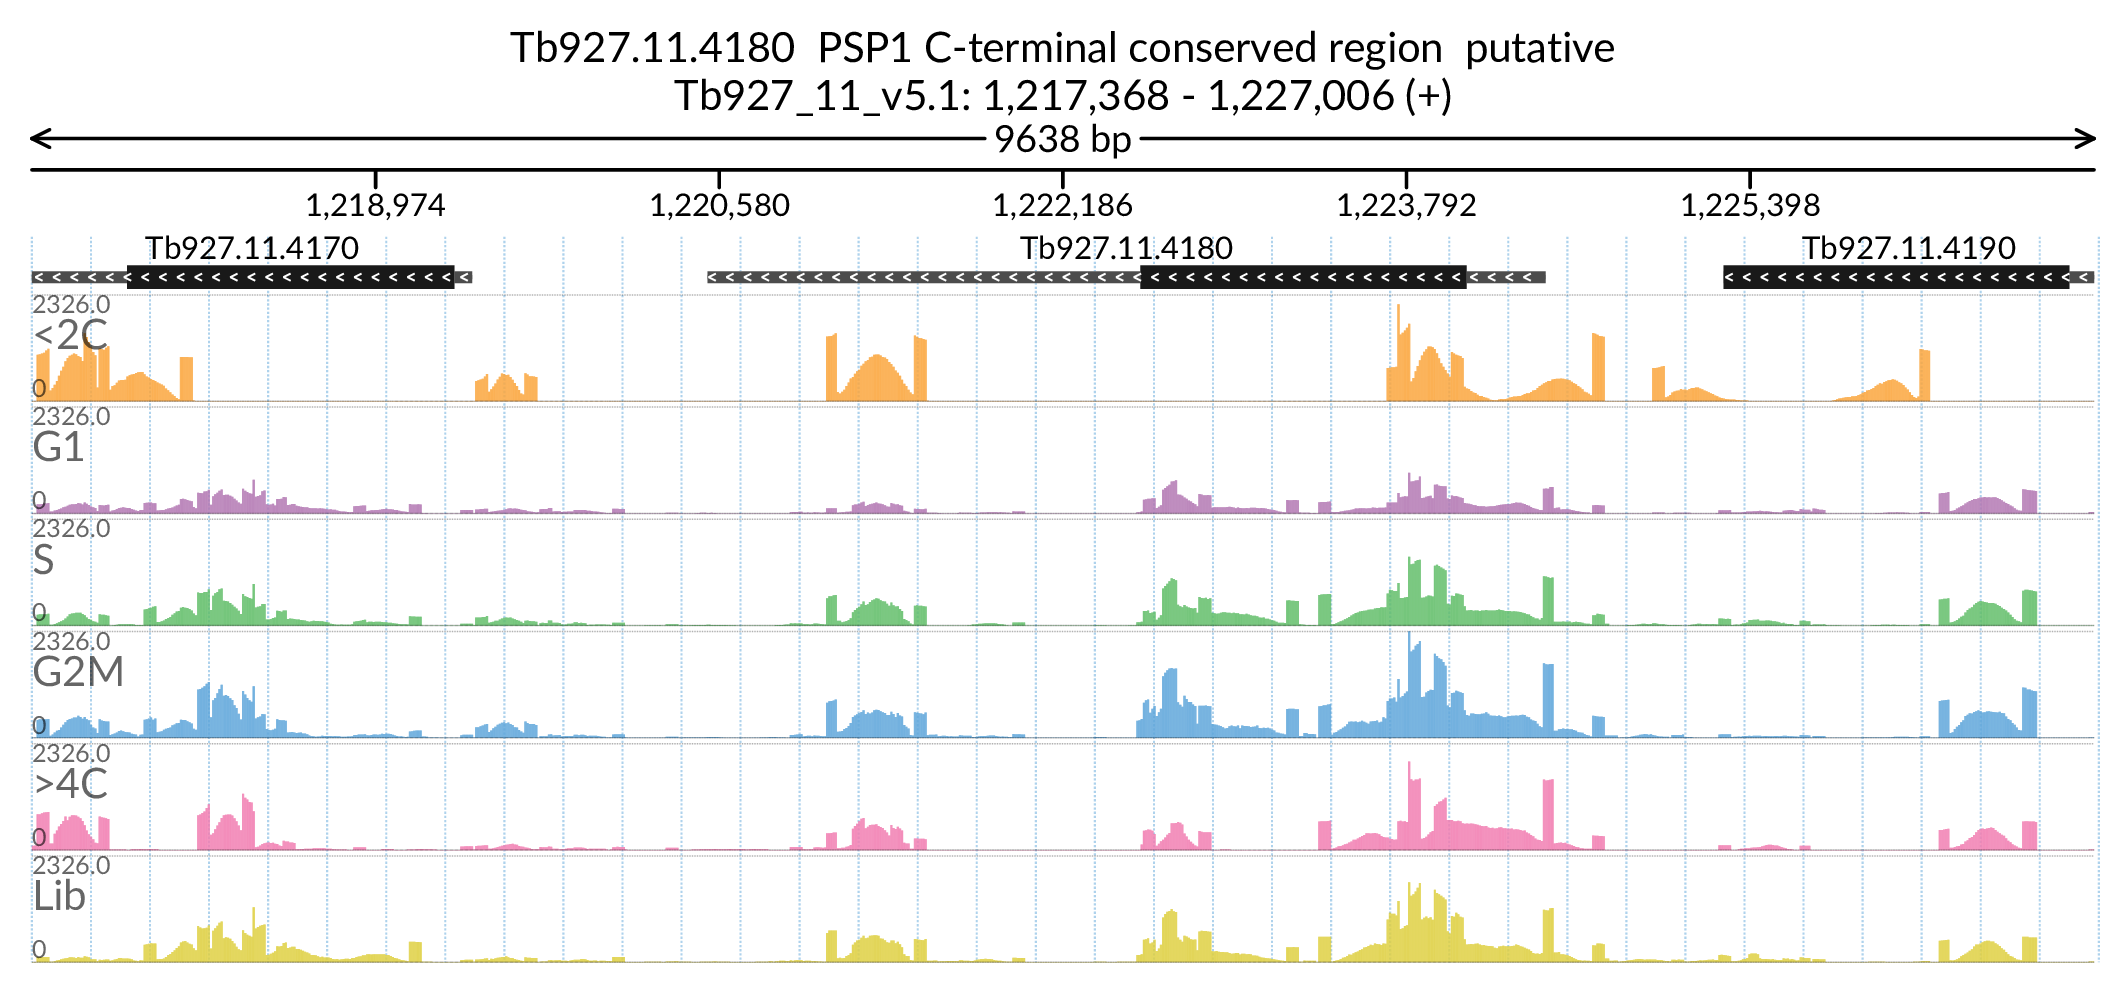 Tb927.11.4180 PSP1 C-terminal conserved region putative
Tb927_11_v5.1: 1,217,368 - 1,227,006 (+)
9638 bp
1,218,974 1,220,580 1,222,186 1,223,792 1,225,398
Tb927.11.4170 Tb927.11.4180 Tb927.11.4190
2326.0
<2C
0
2326.0
G1
0
2326.0
S
0
2326.0
G2M
0
2326.0
>4C
0
2326.0
Lib
0